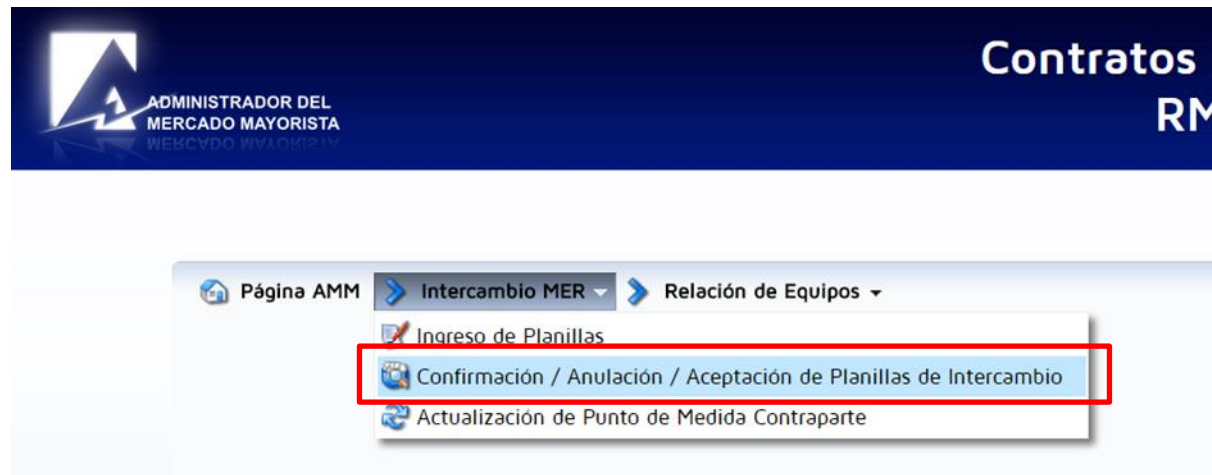 Contratos
RM
ADMINISTRADOR DEL
MERCADO MAYORISTA
Página AMM Intercambio MER Relación de Equipos
Ingreso de Planillas
Confirmación / Anulación / Aceptación de Planillas de Intercambio
Actualización de Punto de Medida Contraparte